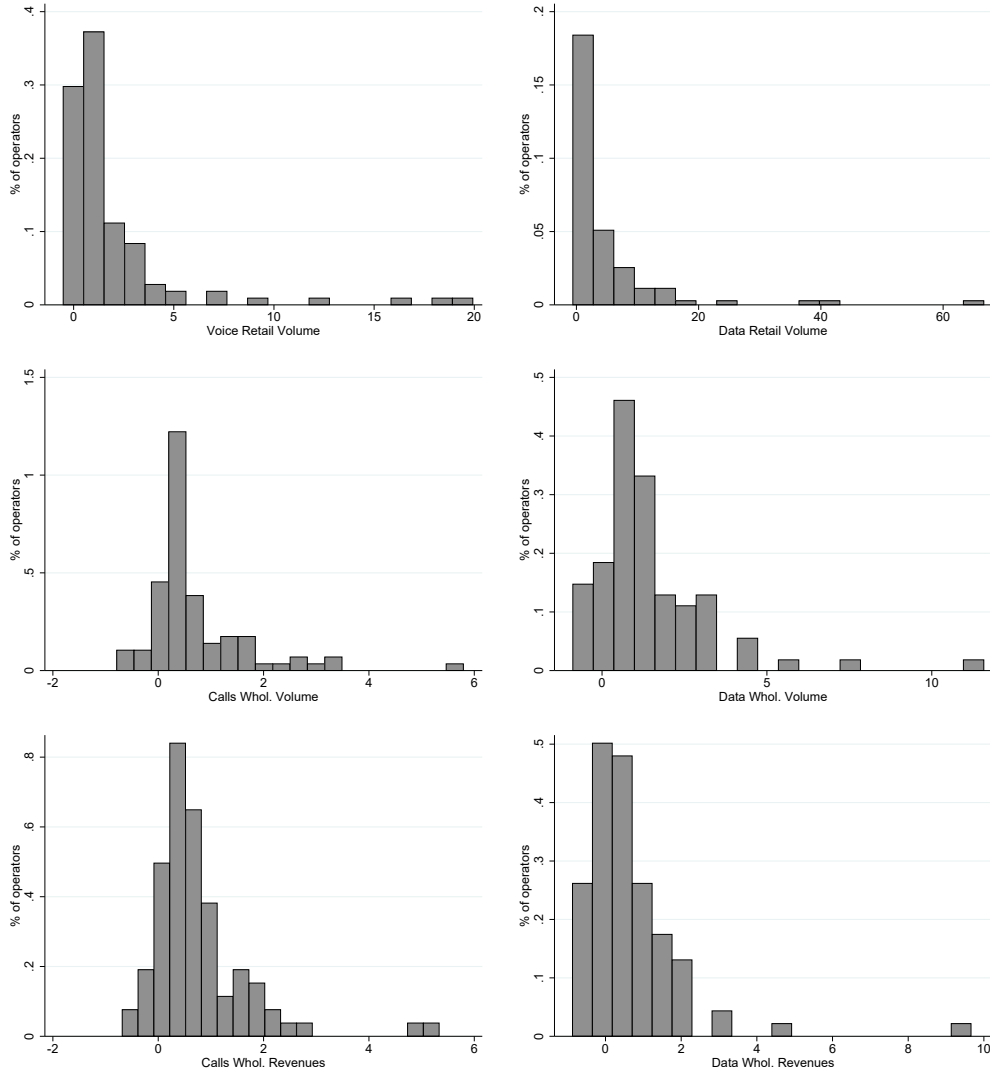 % of operators
0 .1 .2 .3 .4
0 5 10 15 20
Voice Retail Volume
% of operators
0 .05 .1 .15 .2
0 20 40 60
Data Retail Volume
% of operators
0 .5 1 1.5
-2 0 2 4 6
Calls Whol. Volume
% of operators
0 .1 .2 .3 .4 .5
0 5 10
Data Whol. Volume
% of operators
0 .2 .4 .6 .8
-2 0 2 4 6
Calls Whol. Revenues
% of operators
0 .1 .2 .3 .4 .5
0 2 4 6 8 10
Data Whol. Revenues